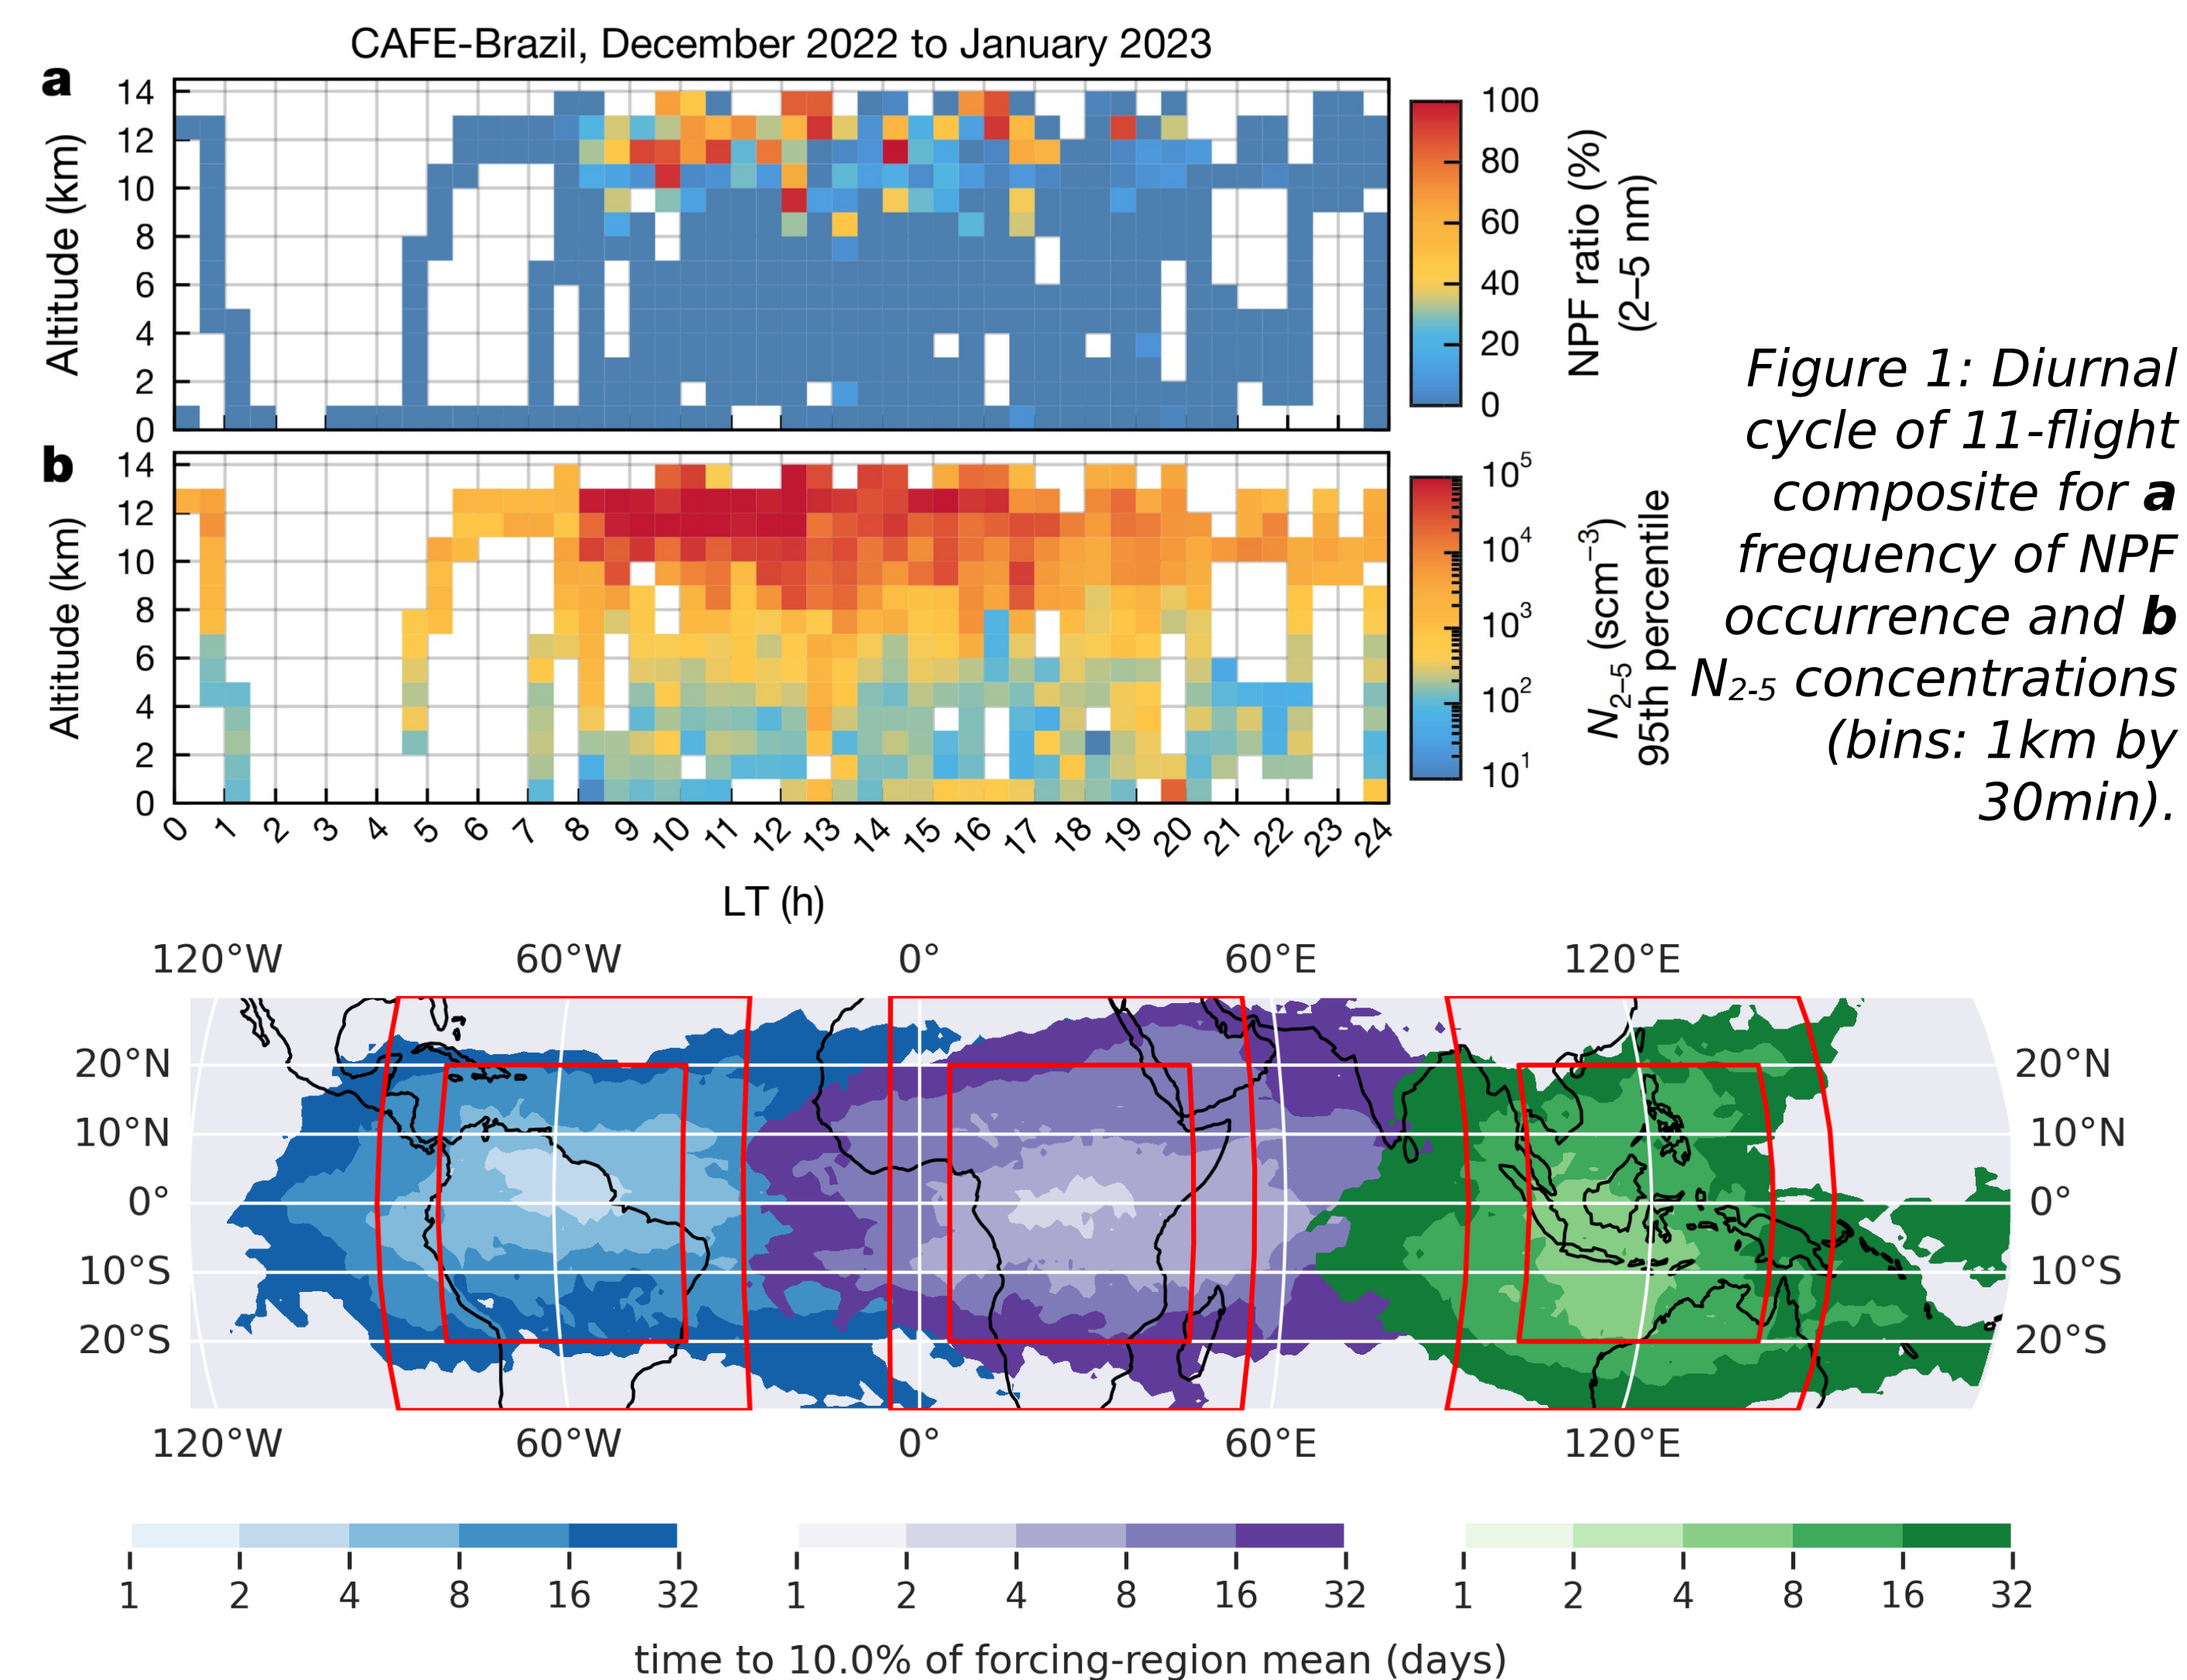 CAFE-Brazil, December 2022 to January 2023
a
14
12
10
8
6
4
2
0
Altitude (km)
100
80
60
40
20
0
NPF ratio (%)
(2–5 nm)
b
14
12
10
8
6
4
2
0
Altitude (km)
10⁵
10⁴
10³
10²
10¹
N₂₋₅ (scm⁻³)
95th percentile
0 1 2 3 4 5 6 7 8 9 10 11 12 13 14 15 16 17 18 19 20 21 22 23 24
LT (h)
Figure 1: Diurnal
cycle of 11-flight
composite for a
frequency of NPF
occurrence and b
N₂₋₅ concentrations
(bins: 1km by
30min).
120°W 60°W 0° 60°E 120°E
20°N 20°N
10°N 10°N
0° 0°
10°S 10°S
20°S 20°S
120°W 60°W 0° 60°E 120°E
1 2 4 8 16 32 1 2 4 8 16 32 1 2 4 8 16 32
time to 10.0% of forcing-region mean (days)